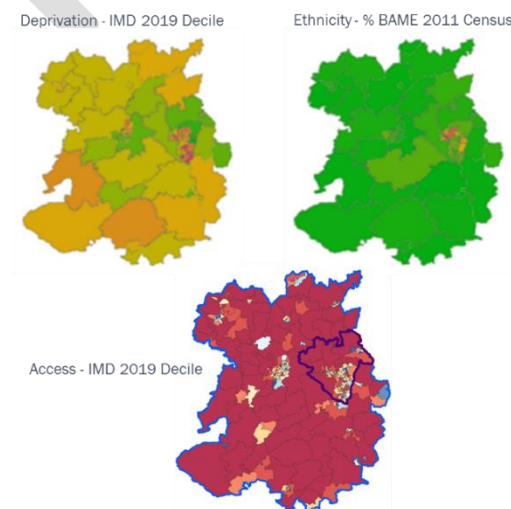 Deprivation - IMD 2019 Decile
Ethnicity - % BAME 2011 Census
Access - IMD 2019 Decile